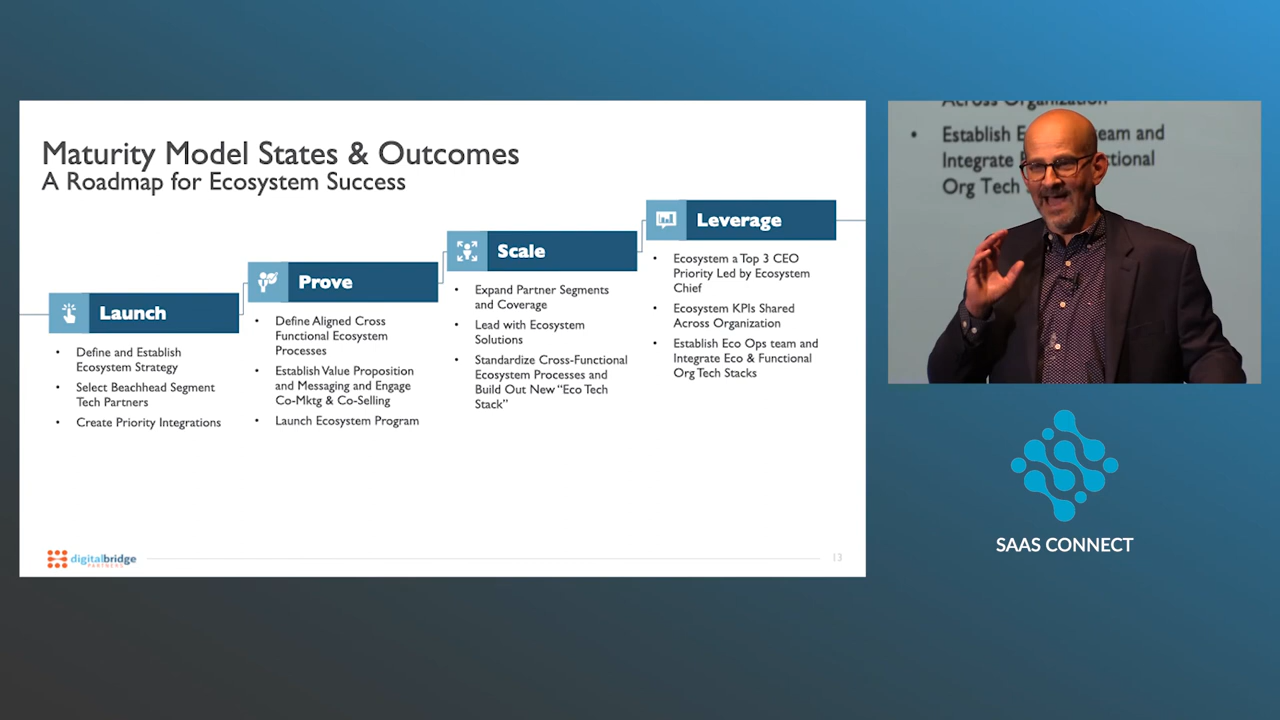 Maturity Model States & Outcomes
A Roadmap for Ecosystem Success
Launch
• Define and Establish
Ecosystem Strategy
• Select Beachhead Segment
Tech Partners
• Create Priority Integrations
Prove
• Define Aligned Cross
Functional Ecosystem
Processes
• Establish Value Proposition
and Messaging and Engage
Co-Mktg & Co-Selling
• Launch Ecosystem Program
Scale
• Expand Partner Segments
and Coverage
• Lead with Ecosystem
Solutions
• Standardize Cross-Functional
Ecosystem Processes and
Build Out New “Eco Tech
Stack”
Leverage
• Ecosystem a Top 3 CEO
Priority Led by Ecosystem
Chief
• Ecosystem KPIs Shared
Across Organization
• Establish Eco Ops team and
Integrate Eco & Functional
Org Tech Stacks
digitalbridge
PARTNERS
13
Across Organization
• Establish E team and
Integrate ctional
Org Tech
SAAS CONNECT